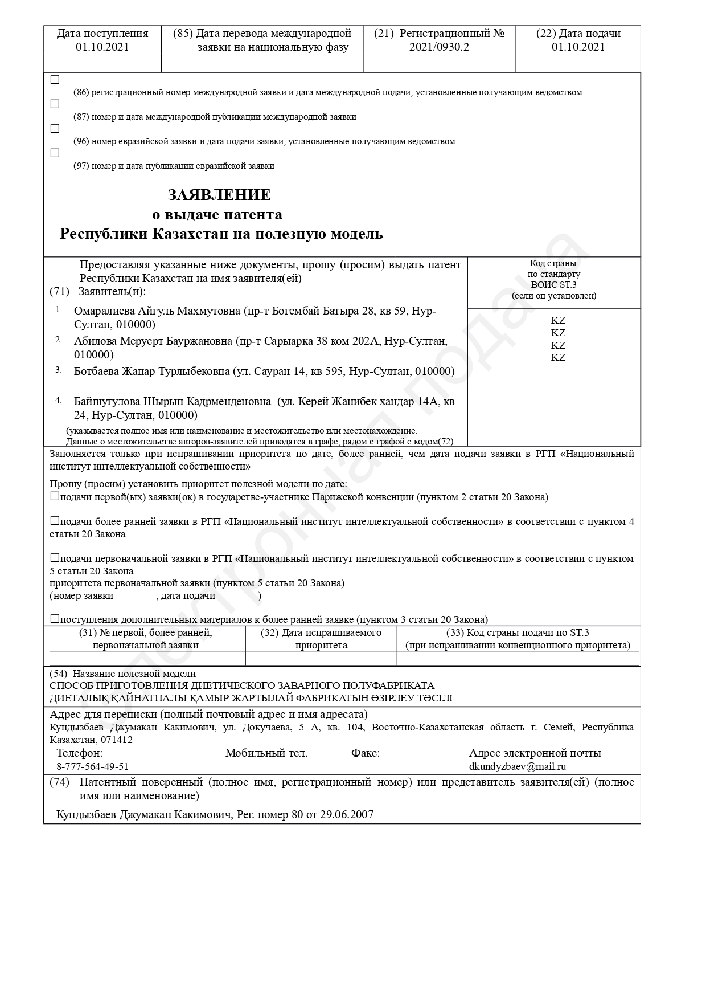 Дата поступления
01.10.2021
(85) Дата перевода международной
заявки на национальную фазу
(21) Регистрационный №
2021/0930.2
(22) Дата подачи
01.10.2021
☐
(86) регистрационный номер международной заявки и дата международной подачи, установленные получающим ведомством
☐
(87) номер и дата международной публикации международной заявки
☐
(96) номер евразийской заявки и дата подачи заявки, установленные получающим ведомством
☐
(97) номер и дата публикации евразийской заявки
ЗАЯВЛЕНИЕ
о выдаче патента
Республики Казахстан на полезную модель
Предоставляя указанные ниже документы, прошу (просим) выдать патент
Республики Казахстан на имя заявителя(ей)
(71) Заявитель(и):
1. Омаралиева Айгуль Махмутовна (пр-т Богембай Батыра 28, кв 59, Нур-
Султан, 010000)
2. Абилова Меруерт Бауржановна (пр-т Сарыарка 38 ком 202А, Нур-Султан,
010000)
3. Ботбаева Жанар Турлыбековна (ул. Сауран 14, кв 595, Нур-Султан, 010000)
4. Байшугулова Шырын Кадрменденовна (ул. Керей Жанибек хандар 14А, кв
24, Нур-Султан, 010000)
(указывается полное имя или наименование и местожительство или местонахождение.
Данные о местожительстве авторов-заявителей приводятся в графе, рядом с графой с кодом(72)
Код страны
по стандарту
ВОИС ST.3
(если он установлен)
KZ
KZ
KZ
KZ
Заполняется только при испрашивании приоритета по дате, более ранней, чем дата подачи заявки в РГП «Национальный
институт интеллектуальной собственности»
Прошу (просим) установить приоритет полезной модели по дате:
☐подачи первой(ых) заявки(ок) в государстве-участнике Парижской конвенции (пунктом 2 статьи 20 Закона)
☐подачи более ранней заявки в РГП «Национальный институт интеллектуальной собственности» в соответствии с пунктом 4
статьи 20 Закона
☐подачи первоначальной заявки в РГП «Национальный институт интеллектуальной собственности» в соответствии с пунктом
5 статьи 20 Закона
приоритета первоначальной заявки (пунктом 5 статьи 20 Закона)
(номер заявки________, дата подачи________)
☐поступления дополнительных материалов к более ранней заявке (пунктом 3 статьи 20 Закона)
(31) № первой, более ранней,
первоначальной заявки
(32) Дата испрашиваемого
приоритета
(33) Код страны подачи по ST.3
(при испрашивании конвенционного приоритета)
(54) Название полезной модели
СПОСОБ ПРИГОТОВЛЕНИЯ ДИЕТИЧЕСКОГО ЗАВАРНОГО ПОЛУФАБРИКАТА
ДИЕТАЛЫҚ ҚАЙНАТПАЛЫ ҚАМЫР ЖАРТЫЛАЙ ФАБРИКАТЫН ӘЗІРЛЕУ ТӘСІЛІ
Адрес для переписки (полный почтовый адрес и имя адресата)
Кундызбаев Джумакан Какимович, ул. Докучаева, 5 А, кв. 104, Восточно-Казахстанская область г. Семей, Республика
Казахстан, 071412
Телефон: Мобильный тел. Факс: Адрес электронной почты
8-777-564-49-51 dkundyzbaev@mail.ru
(74) Патентный поверенный (полное имя, регистрационный номер) или представитель заявителя(ей) (полное
имя или наименование)
Кундызбаев Джумакан Какимович, Рег. номер 80 от 29.06.2007
Электронная подача